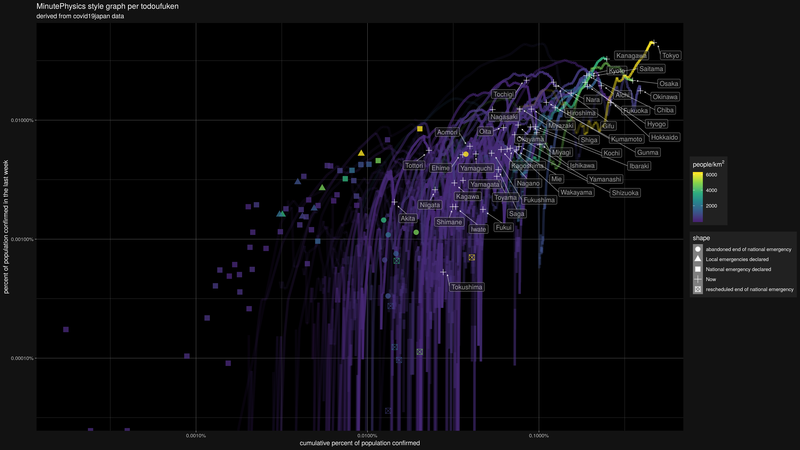 MinutePhysics style graph per todoufuken
derived from covid19japan data
percent of population confirmed in the last week
0.01000%
0.00100%
0.00010%
0.0010%
0.0100%
0.1000%
cumulative percent of population confirmed
Kanagawa
Tokyo
Kyoto
Saitama
Osaka
Tochigi
Nara
Aichi
Okinawa
Fukuoka
Chiba
Nagasaki
Hiroshima
Miyazaki
Gifu
Hyogo
Aomori
Oita
Okayama
Shiga
Kumamoto
Hokkaido
Miyagi
Kochi
Gunma
Tottori
Ehime
Yamaguchi
Kagoshima
Ishikawa
Ibaraki
Yamagata
Nagano
Mie
Yamanashi
Wakayama
Shizuoka
Kagawa
Toyama
Fukushima
Niigata
Saga
Akita
Shimane
Iwate
Fukui
Tokushima
people/km²
6000
4000
2000
shape
abandoned end of national emergency
Local emergencies declared
National emergency declared
Now
rescheduled end of national emergency